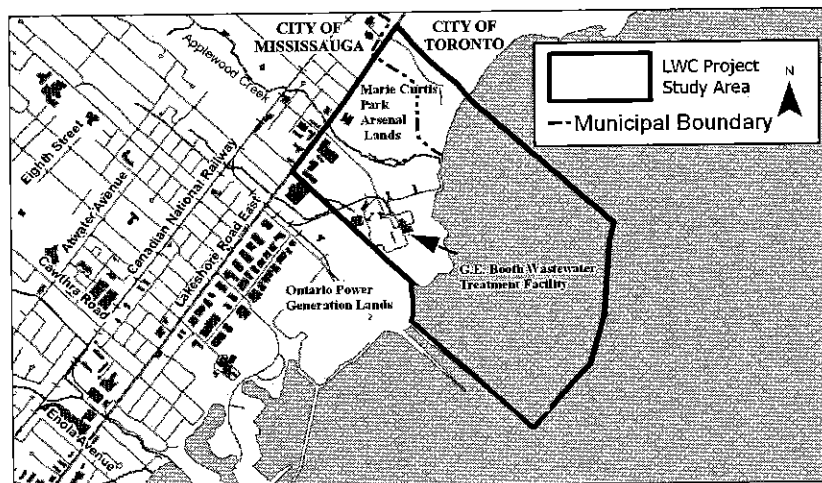 CITY OF
MISSISSAUGA
CITY OF
TORONTO
LWC Project
Study Area
N
Municipal Boundary
Applewood Creek
Marie Curtis
Park
Arsenal
Lands
Eighth Street
Atwater Avenue
Canadian National Railway
Cawthra Road
Lakeshore Road East
G.E. Booth Wastewater
Treatment Facility
Ontario Power
Generation Lands
Enola Avenue